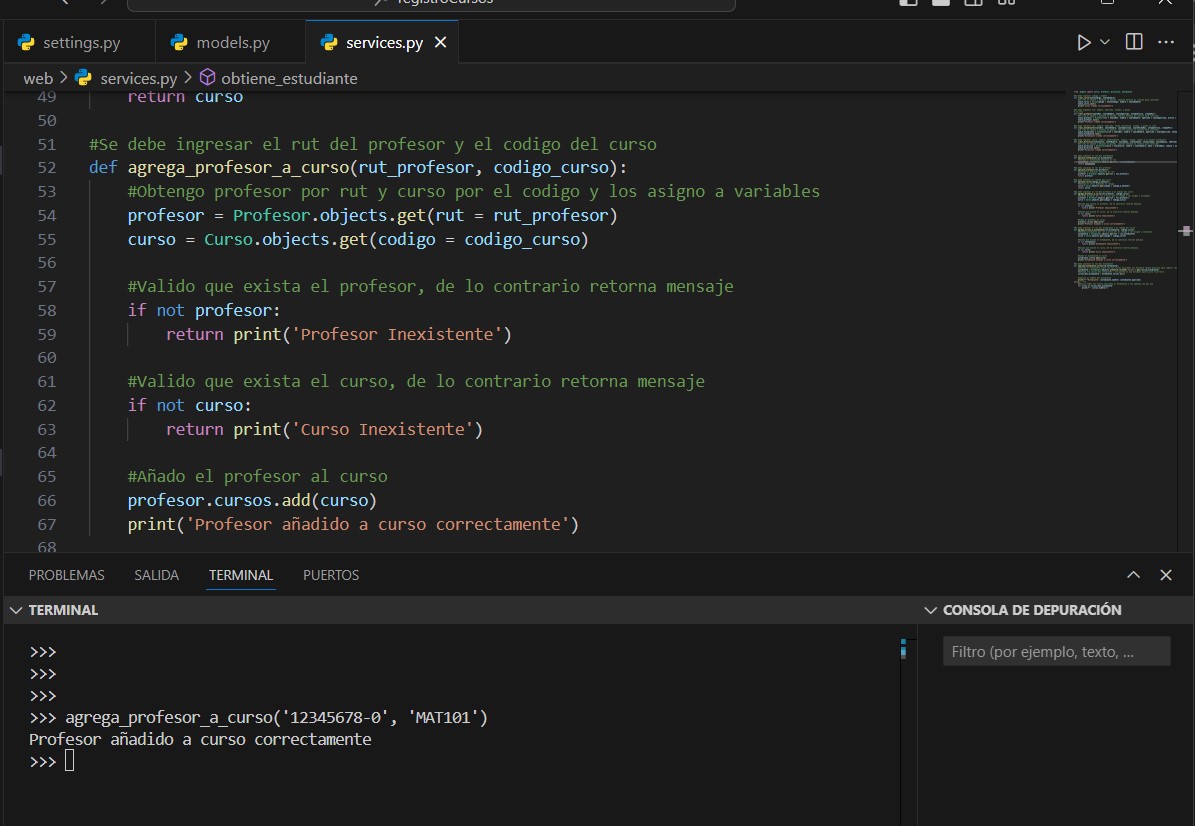 registroCursos
settings.py models.py services.py
web > services.py > obtiene_estudiante
49 return curso
50
51 #Se debe ingresar el rut del profesor y el codigo del curso
52 def agrega_profesor_a_curso(rut_profesor, codigo_curso):
53 #Obtengo profesor por rut y curso por el codigo y los asigno a variables
54 profesor = Profesor.objects.get(rut = rut_profesor)
55 curso = Curso.objects.get(codigo = codigo_curso)
56
57 #Valido que exista el profesor, de lo contrario retorna mensaje
58 if not profesor:
59 return print('Profesor Inexistente')
60
61 #Valido que exista el curso, de lo contrario retorna mensaje
62 if not curso:
63 return print('Curso Inexistente')
64
65 #Añado el profesor al curso
66 profesor.cursos.add(curso)
67 print('Profesor añadido a curso correctamente')
68
PROBLEMAS SALIDA TERMINAL PUERTOS
TERMINAL
>>>
>>>
>>>
>>> agrega_profesor_a_curso('12345678-0', 'MAT101')
Profesor añadido a curso correctamente
>>>
CONSOLA DE DEPURACIÓN
Filtro (por ejemplo, texto, ...